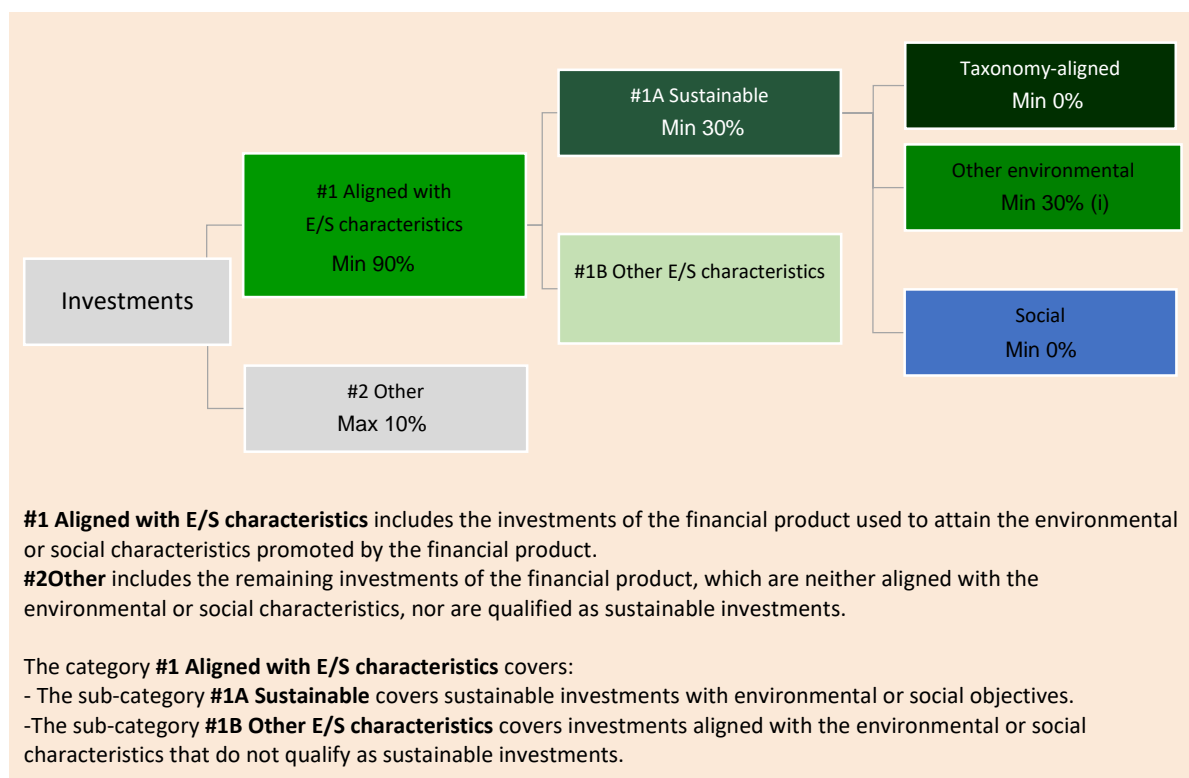 Investments
#1 Aligned with
E/S characteristics
Min 90%
#2 Other
Max 10%
#1A Sustainable
Min 30%
#1B Other E/S characteristics
Taxonomy-aligned
Min 0%
Other environmental
Min 30% (i)
Social
Min 0%
#1 Aligned with E/S characteristics includes the investments of the financial product used to attain the environmental
or social characteristics promoted by the financial product.
#2Other includes the remaining investments of the financial product, which are neither aligned with the
environmental or social characteristics, nor are qualified as sustainable investments.
The category #1 Aligned with E/S characteristics covers:
- The sub-category #1A Sustainable covers sustainable investments with environmental or social objectives.
-The sub-category #1B Other E/S characteristics covers investments aligned with the environmental or social
characteristics that do not qualify as sustainable investments.